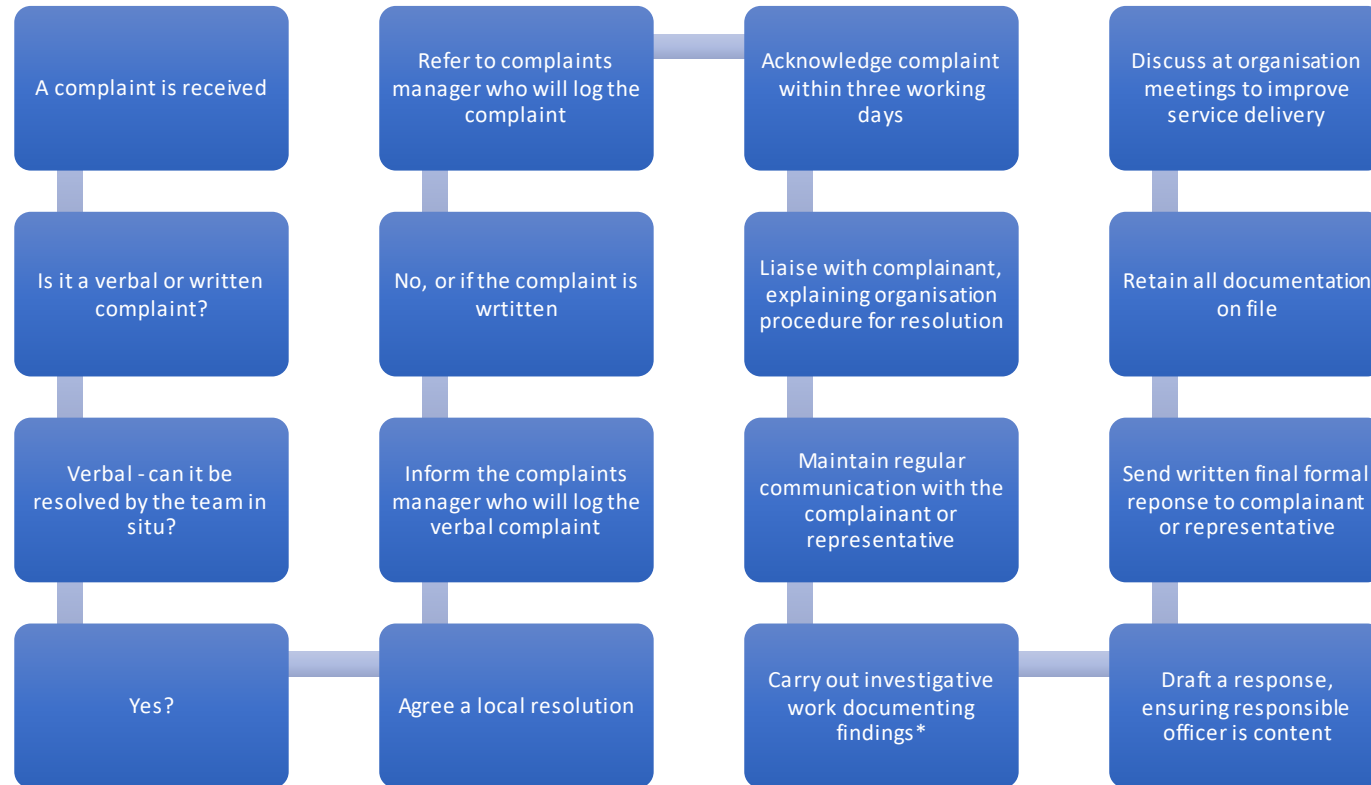 A complaint is received
Is it a verbal or written
complaint?
Verbal - can it be
resolved by the team in
situ?
Yes?
Agree a local resolution
Inform the complaints
manager who will log the
verbal complaint
No, or if the complaint is
wrtitten
Refer to complaints
manager who will log the
complaint
Acknowledge complaint
within three working
days
Liaise with complainant,
explaining organisation
procedure for resolution
Maintain regular
communication with the
complainant or
representative
Carry out investigative
work documenting
findings*
Draft a response,
ensuring responsible
officer is content
Send written final formal
reponse to complainant
or representative
Retain all documentation
on file
Discuss at organisation
meetings to improve
service delivery